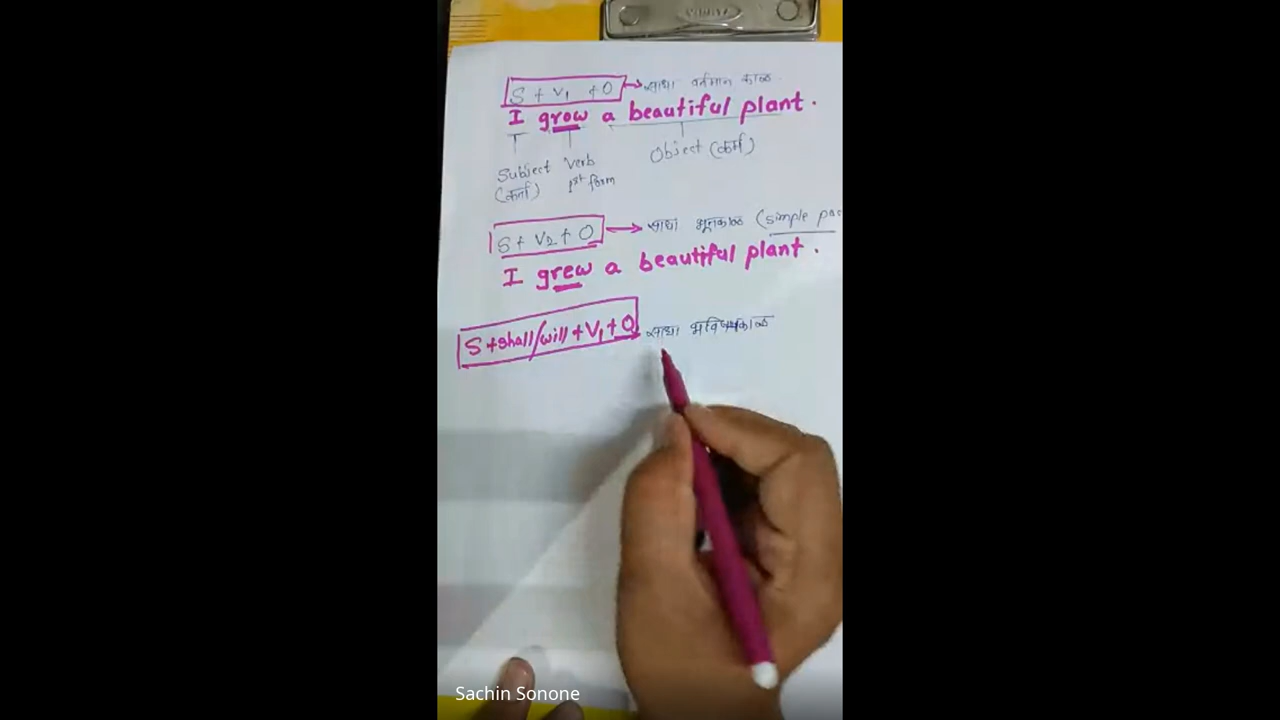 S + V₁ + O → साधा वर्तमान काळ.
I grow a beautiful plant.
Subject Verb Object (कर्म)
(कर्ता) 1st form
S + V₂ + O → साधा भूतकाळ (simple pas
I grew a beautiful plant.
S + shall/will + V₁ + O → साधा भविष्यकाळ
Sachin Sonone